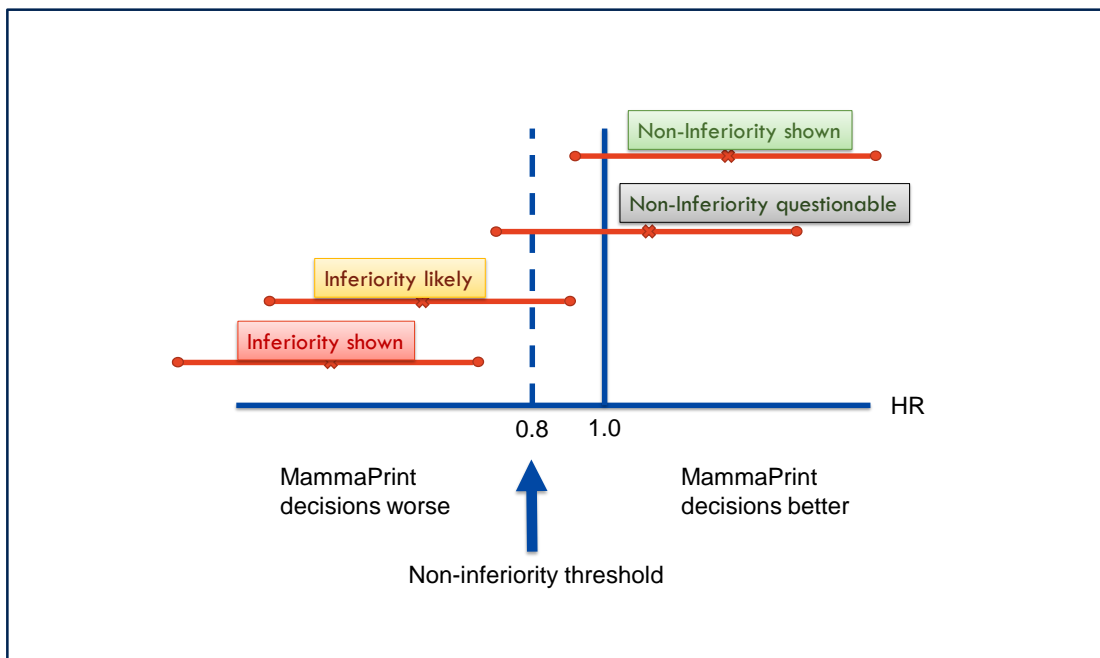 Non-Inferiority shown
Non-Inferiority questionable
Inferiority likely
Inferiority shown
HR
0.8
1.0
MammaPrint
decisions worse
MammaPrint
decisions better
Non-inferiority threshold